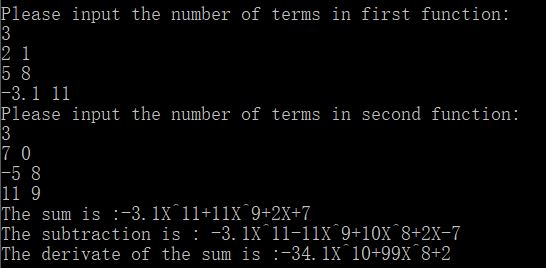 Please input the number of terms in first function:
3
2 1
5 8
-3.1 11
Please input the number of terms in second function:
3
7 0
-5 8
11 9
The sum is :-3.1X^11+11X^9+2X+7
The subtraction is : -3.1X^11-11X^9+10X^8+2X-7
The derivate of the sum is :-34.1X^10+99X^8+2